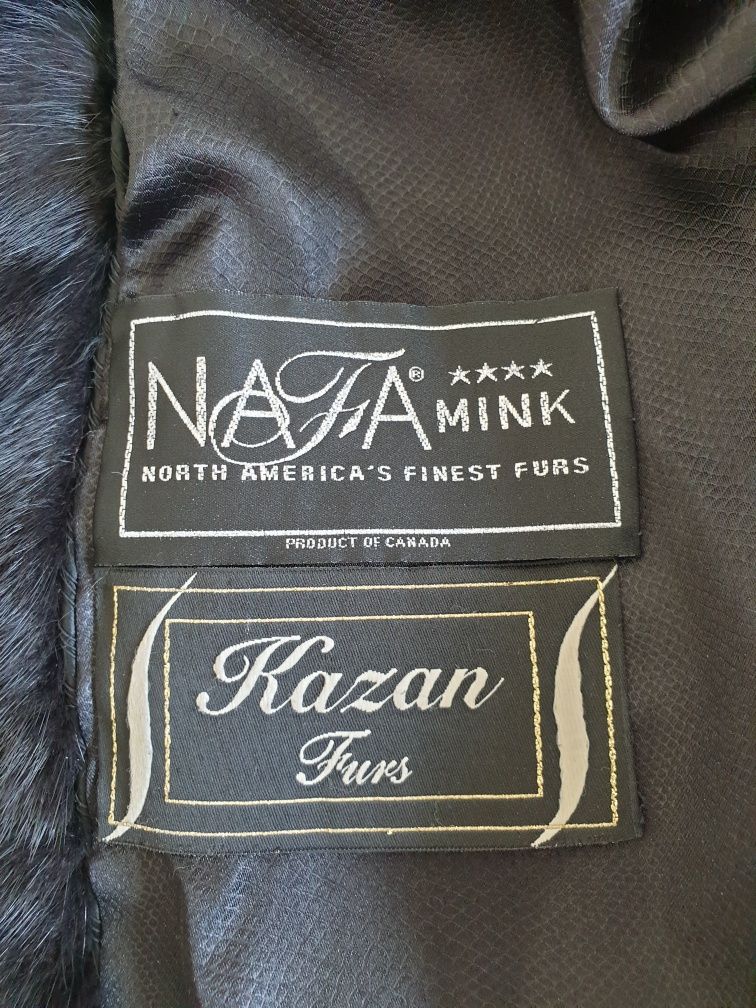 NAFA® ★★★★ MINK
NORTH AMERICA'S FINEST FURS
PRODUCT OF CANADA
Kazan
Furs